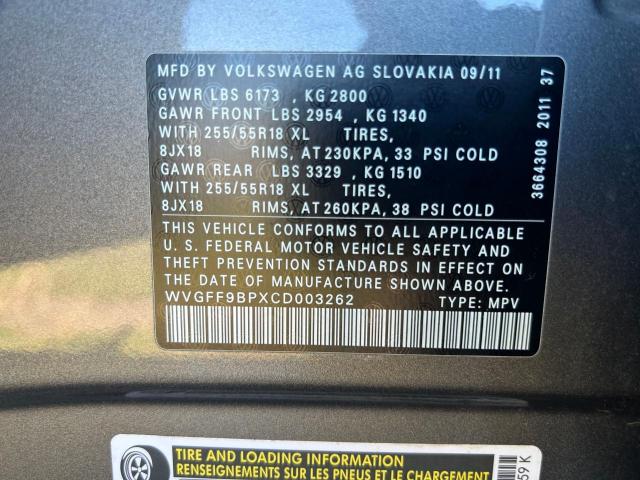 MFD BY VOLKSWAGEN AG SLOVAKIA 09/11
GVWR LBS 6173 , KG 2800
GAWR FRONT LBS 2954 , KG 1340
WITH 255/55R18 XL TIRES,
8JX18 RIMS, AT 230KPA, 33 PSI COLD
GAWR REAR LBS 3329 , KG 1510
WITH 255/55R18 XL TIRES,
8JX18 RIMS, AT 260KPA, 38 PSI COLD
THIS VEHICLE CONFORMS TO ALL APPLICABLE
U. S. FEDERAL MOTOR VEHICLE SAFETY AND
THEFT PREVENTION STANDARDS IN EFFECT ON
THE DATE OF MANUFACTURE SHOWN ABOVE.
WVGFF9BPXCD003262 TYPE: MPV
3664308 2011 37
TIRE AND LOADING INFORMATION
RENSEIGNEMENTS SUR LES PNEUS ET LE
59 K